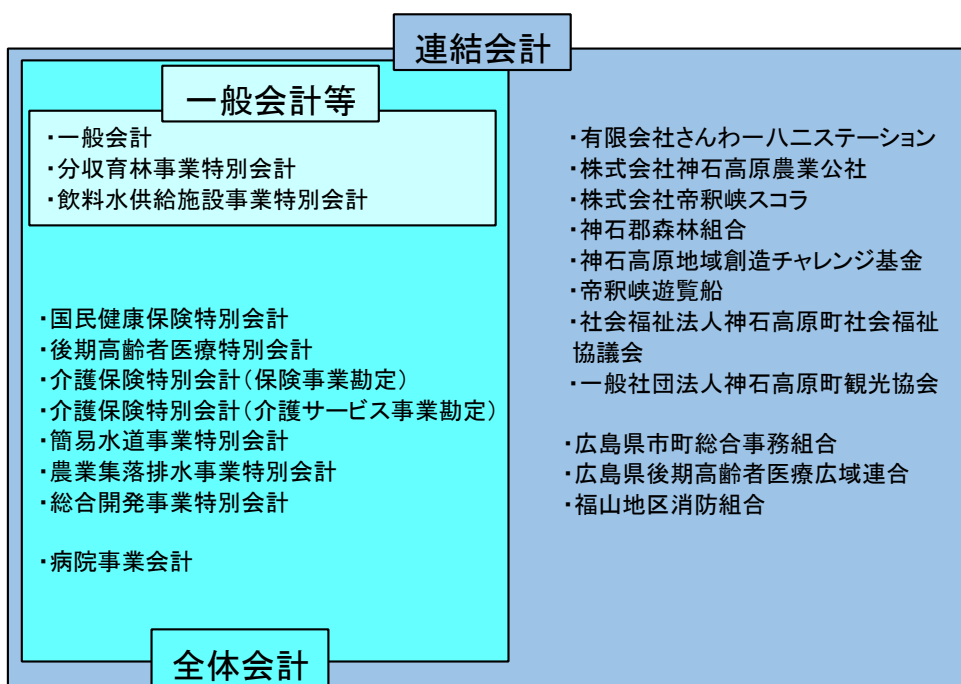 連結会計
一般会計等
・一般会計
・分収育林事業特別会計
・飲料水供給施設事業特別会計
・国民健康保険特別会計
・後期高齢者医療特別会計
・介護保険特別会計(保険事業勘定)
・介護保険特別会計(介護サービス事業勘定)
・簡易水道事業特別会計
・農業集落排水事業特別会計
・総合開発事業特別会計
・病院事業会計
全体会計
・有限会社さんわ一八二ステーション
・株式会社神石高原農業公社
・株式会社帝釈峡スコラ
・神石郡森林組合
・神石高原地域創造チャレンジ基金
・帝釈峡遊覧船
・社会福祉法人神石高原町社会福祉
協議会
・一般社団法人神石高原町観光協会
・広島県市町総合事務組合
・広島県後期高齢者医療広域連合
・福山地区消防組合